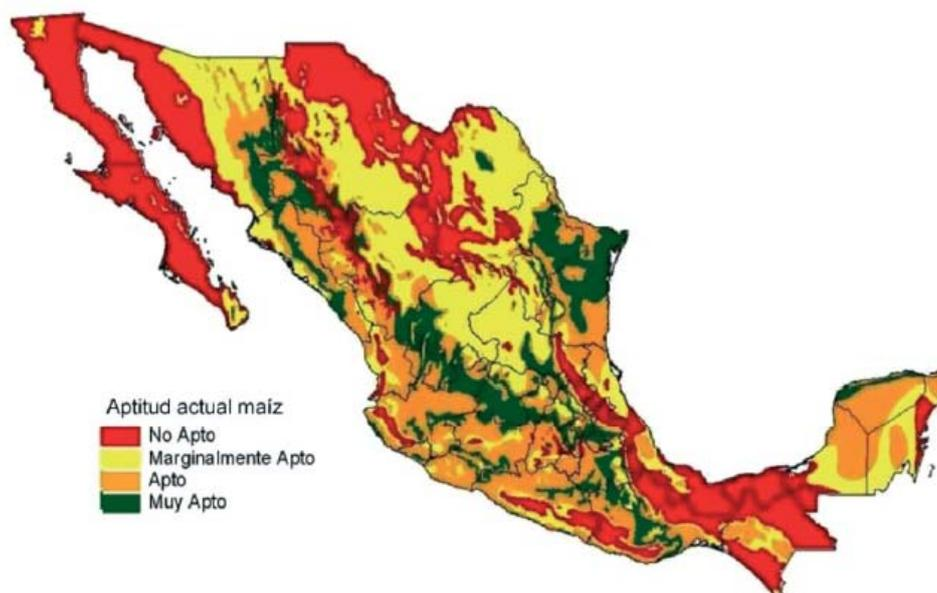 Aptitud actual maíz
No Apto
Marginalmente Apto
Apto
Muy Apto